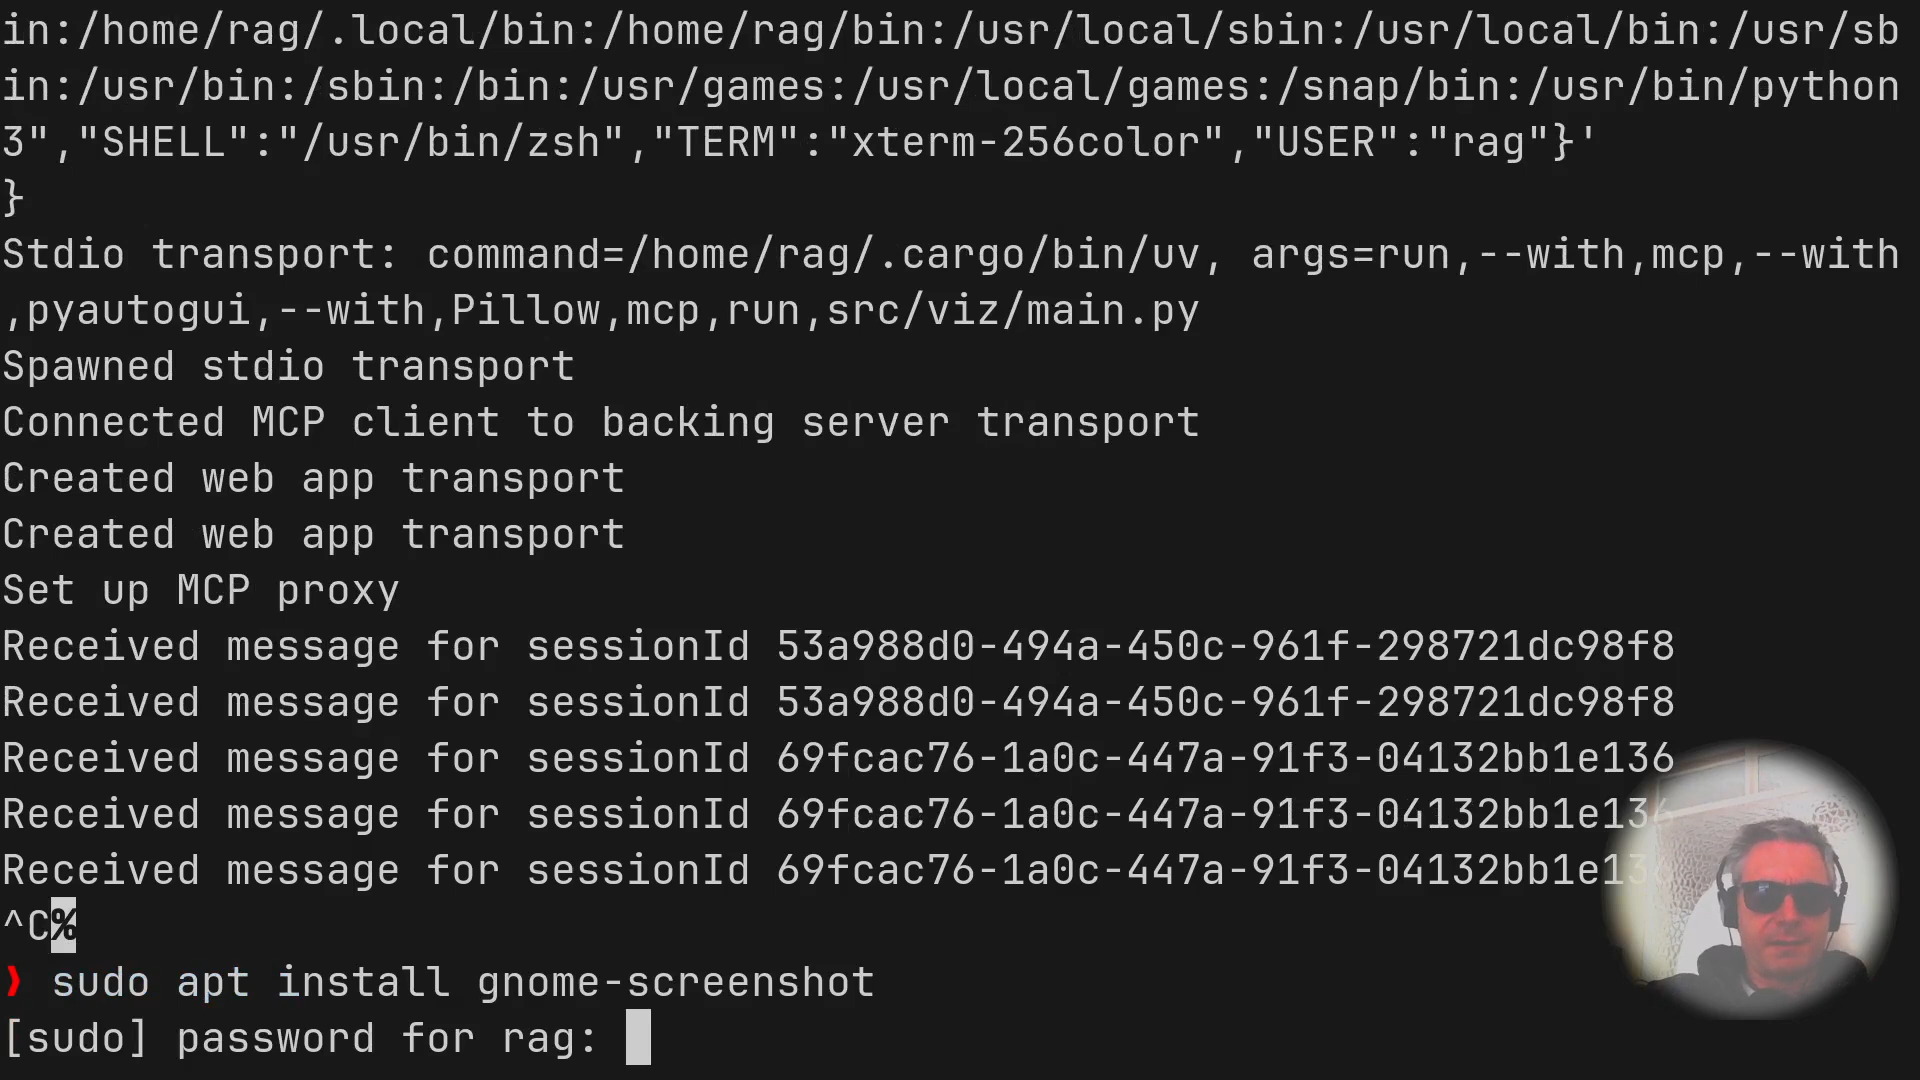 in:/home/rag/.local/bin:/home/rag/bin:/usr/local/sbin:/usr/local/bin:/usr/sb
in:/usr/bin:/sbin:/bin:/usr/games:/usr/local/games:/snap/bin:/usr/bin/python
3","SHELL":"/usr/bin/zsh","TERM":"xterm-256color","USER":"rag"}'
}
Stdio transport: command=/home/rag/.cargo/bin/uv, args=run,--with,mcp,--with
,pyautogui,--with,Pillow,mcp,run,src/viz/main.py
Spawned stdio transport
Connected MCP client to backing server transport
Created web app transport
Created web app transport
Set up MCP proxy
Received message for sessionId 53a988d0-494a-450c-961f-298721dc98f8
Received message for sessionId 53a988d0-494a-450c-961f-298721dc98f8
Received message for sessionId 69fcac76-1a0c-447a-91f3-04132bb1e136
Received message for sessionId 69fcac76-1a0c-447a-91f3-04132bb1e136
Received message for sessionId 69fcac76-1a0c-447a-91f3-04132bb1e136
^C%
❯ sudo apt install gnome-screenshot
[sudo] password for rag: